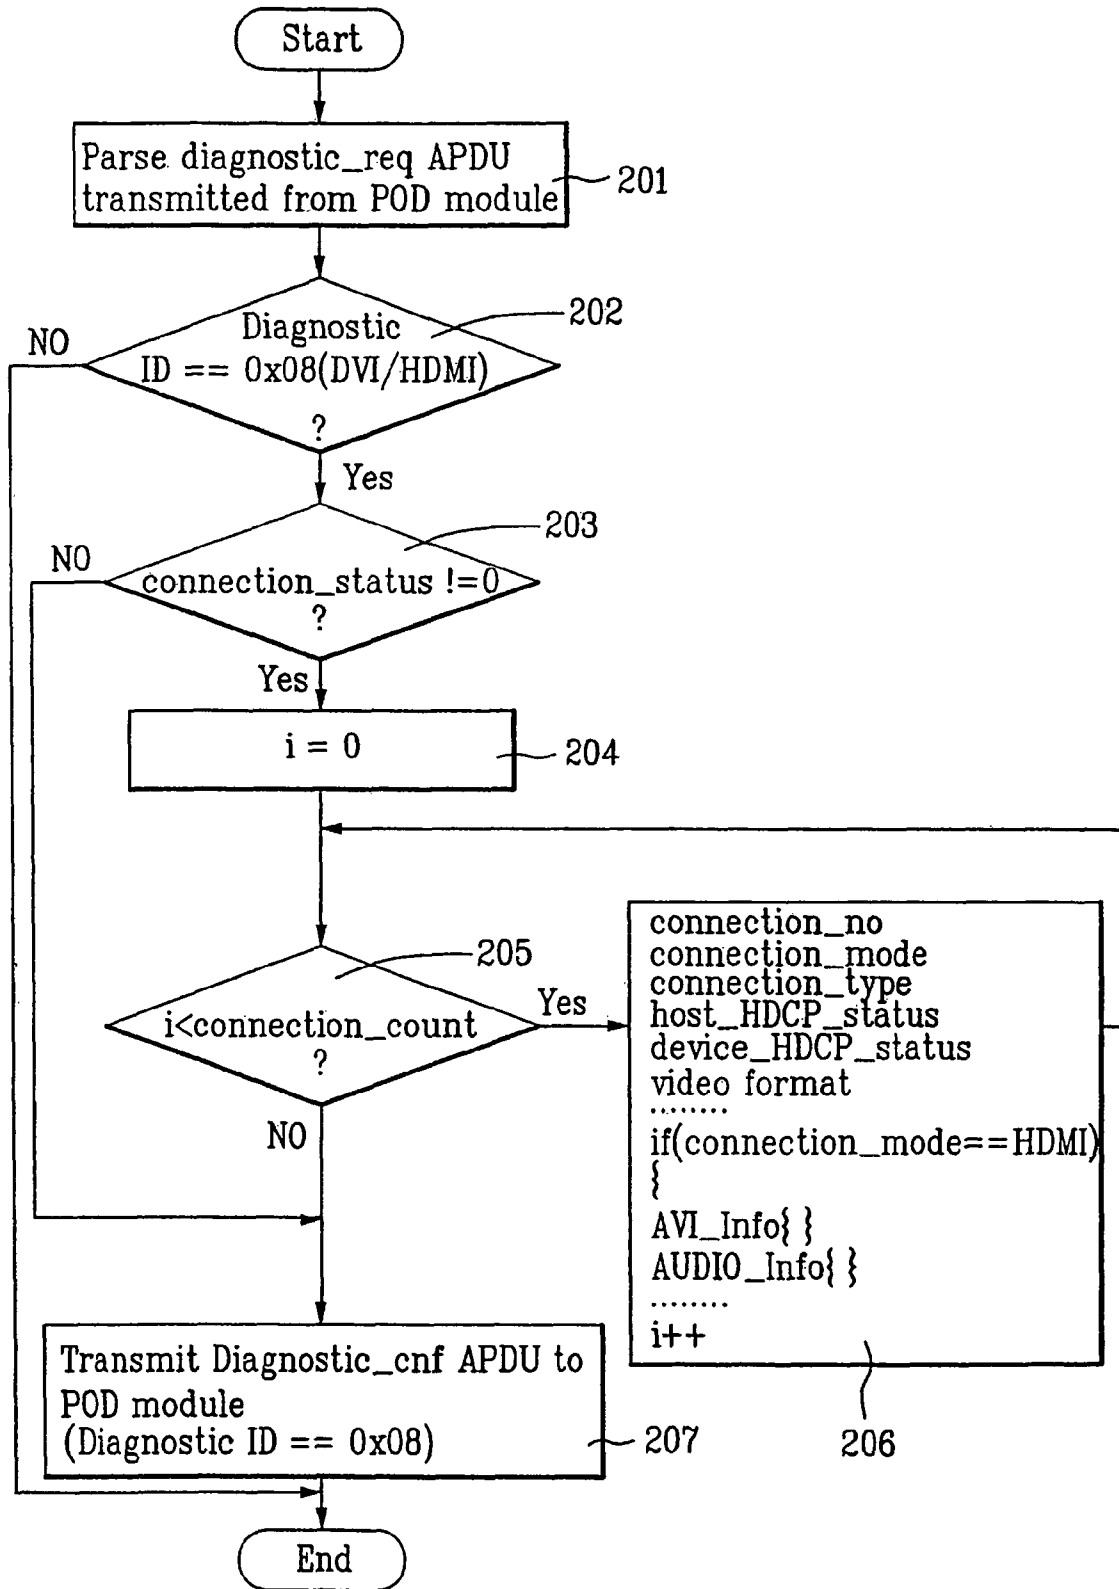 Start
Parse diagnostic_req APDU
transmitted from POD module
201
202
Diagnostic
ID == 0x08(DVI/HDMI)
?
NO
Yes
203
connection_status !=0
?
NO
Yes
i = 0
204
205
i<connection_count
?
Yes
NO
connection_no
connection_mode
connection_type
host_HDCP_status
device_HDCP_status
video format
........
if(connection_mode==HDMI)
{
AVI_Info{ }
AUDIO_Info{ }
........
i++
206
Transmit Diagnostic_cnf APDU to
POD module
(Diagnostic ID == 0x08)
207
End